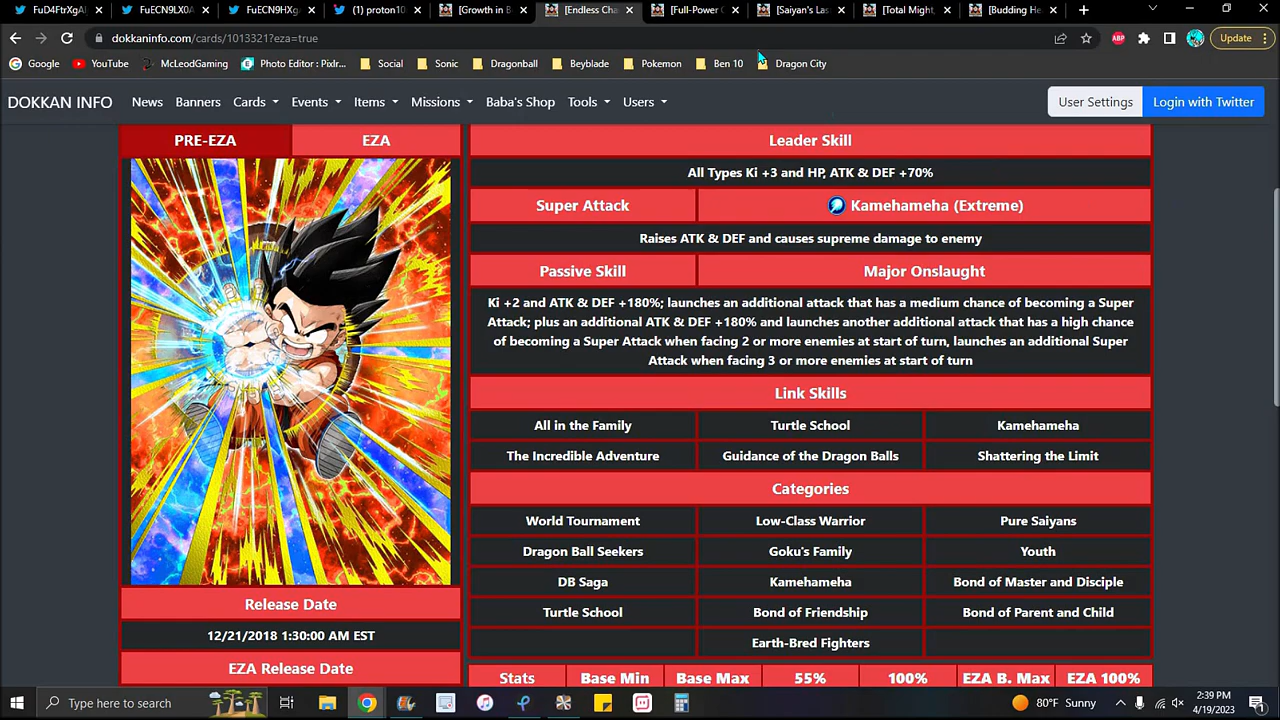 FuD4FtrXgAI
FuECN9LX0A
FuECN9HXg
(1) proton10
[Growth in B
[Endless Cha
[Full-Power
[Saiyan's Las
[Total Might,
[Budding He
dokkaninfo.com/cards/1013321?eza=true
ABP
Update
Google
YouTube
McLeodGaming
Photo Editor : Pixlr...
Social
Sonic
Dragonball
Beyblade
Pokemon
Ben 10
Dragon City
DOKKAN INFO
News
Banners
Cards
Events
Items
Missions
Baba's Shop
Tools
Users
User Settings
Login with Twitter
PRE-EZA
EZA
Leader Skill
All Types Ki +3 and HP, ATK & DEF +70%
Super Attack
Kamehameha (Extreme)
Raises ATK & DEF and causes supreme damage to enemy
Passive Skill
Major Onslaught
Ki +2 and ATK & DEF +180%; launches an additional attack that has a medium chance of becoming a Super
Attack; plus an additional ATK & DEF +180% and launches another additional attack that has a high chance
of becoming a Super Attack when facing 2 or more enemies at start of turn, launches an additional Super
Attack when facing 3 or more enemies at start of turn
Link Skills
All in the Family
Turtle School
Kamehameha
The Incredible Adventure
Guidance of the Dragon Balls
Shattering the Limit
Categories
World Tournament
Low-Class Warrior
Pure Saiyans
Dragon Ball Seekers
Goku's Family
Youth
DB Saga
Kamehameha
Bond of Master and Disciple
Turtle School
Bond of Friendship
Bond of Parent and Child
Earth-Bred Fighters
Release Date
12/21/2018 1:30:00 AM EST
EZA Release Date
Stats
Base Min
Base Max
55%
100%
EZA B. Max
EZA 100%
Type here to search
80°F Sunny
2:39 PM
4/19/2023